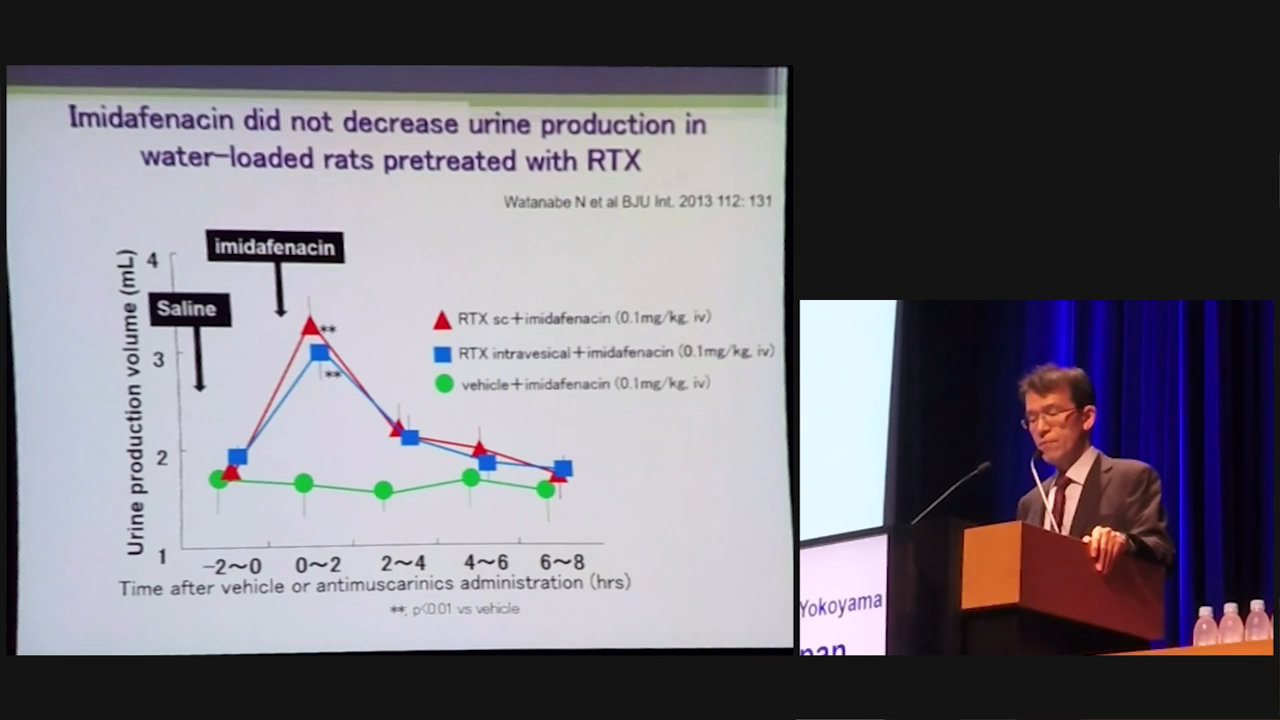 Imidafenacin did not decrease urine production in
water-loaded rats pretreated with RTX
Watanabe N et al BJU Int. 2013 112: 131
imidafenacin
Saline
Urine production volume (mL)
4
3
2
1
RTX sc+imidafenacin (0.1mg/kg, iv)
RTX intravesical+imidafenacin (0.1mg/kg, iv)
vehicle+imidafenacin (0.1mg/kg, iv)
**
**
-2~0 0~2 2~4 4~6 6~8
Time after vehicle or antimuscarinics administration (hrs)
**: p<0.01 vs vehicle
Yokoyama
pan